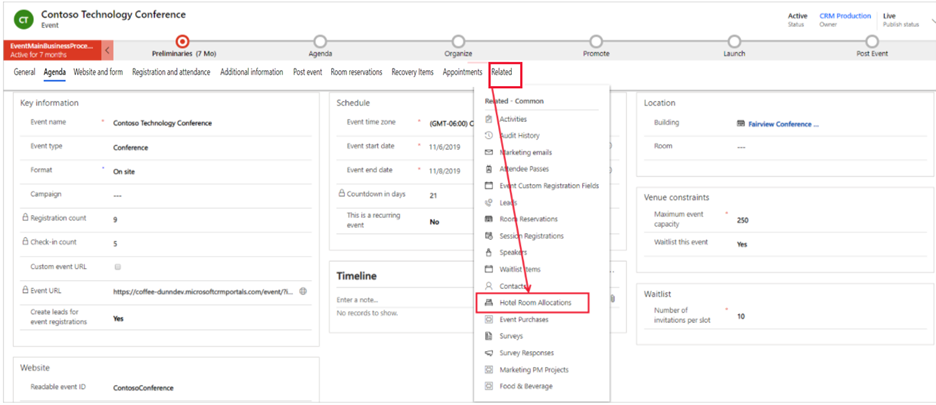 CT
Contoso Technology Conference
Event
Active
Status
CRM Production
Owner
Live
Publish status
EventMainBusinessProce...
Active for 7 months
Preliminaries (7 Mo)
Agenda
Organize
Promote
Launch
Post Event
General Agenda Website and form Registration and attendance Additional information Post event Room reservations Recovery Items Appointments Related
Key information
Event name * Contoso Technology Conference
Event type Conference
Format * On site
Campaign ---
Registration count 9
Check-in count 5
Custom event URL
Event URL https://coffee-dunndev.microsoftcrmportals.com/event/?i...
Create leads for
event registrations
Yes
Website
Readable event ID ContosoConference
Schedule
Event time zone * (GMT-06:00) C
Event start date * 11/6/2019
Event end date * 11/8/2019
Countdown in days 21
This is a recurring
event
No
Timeline
...
Enter a note...
No records to show.
Related - Common
Activities
Audit History
Marketing emails
Attendee Passes
Event Custom Registration Fields
Leads
Room Reservations
Session Registrations
Speakers
Waitlist Items
Contacts
Hotel Room Allocations
Event Purchases
Surveys
Survey Responses
Marketing PM Projects
Food & Beverage
Location
Building Fairview Conference ...
Room ---
Venue constraints
Maximum event
capacity
* 250
Waitlist this event * Yes
Waitlist
Number of
invitations per slot
* 10